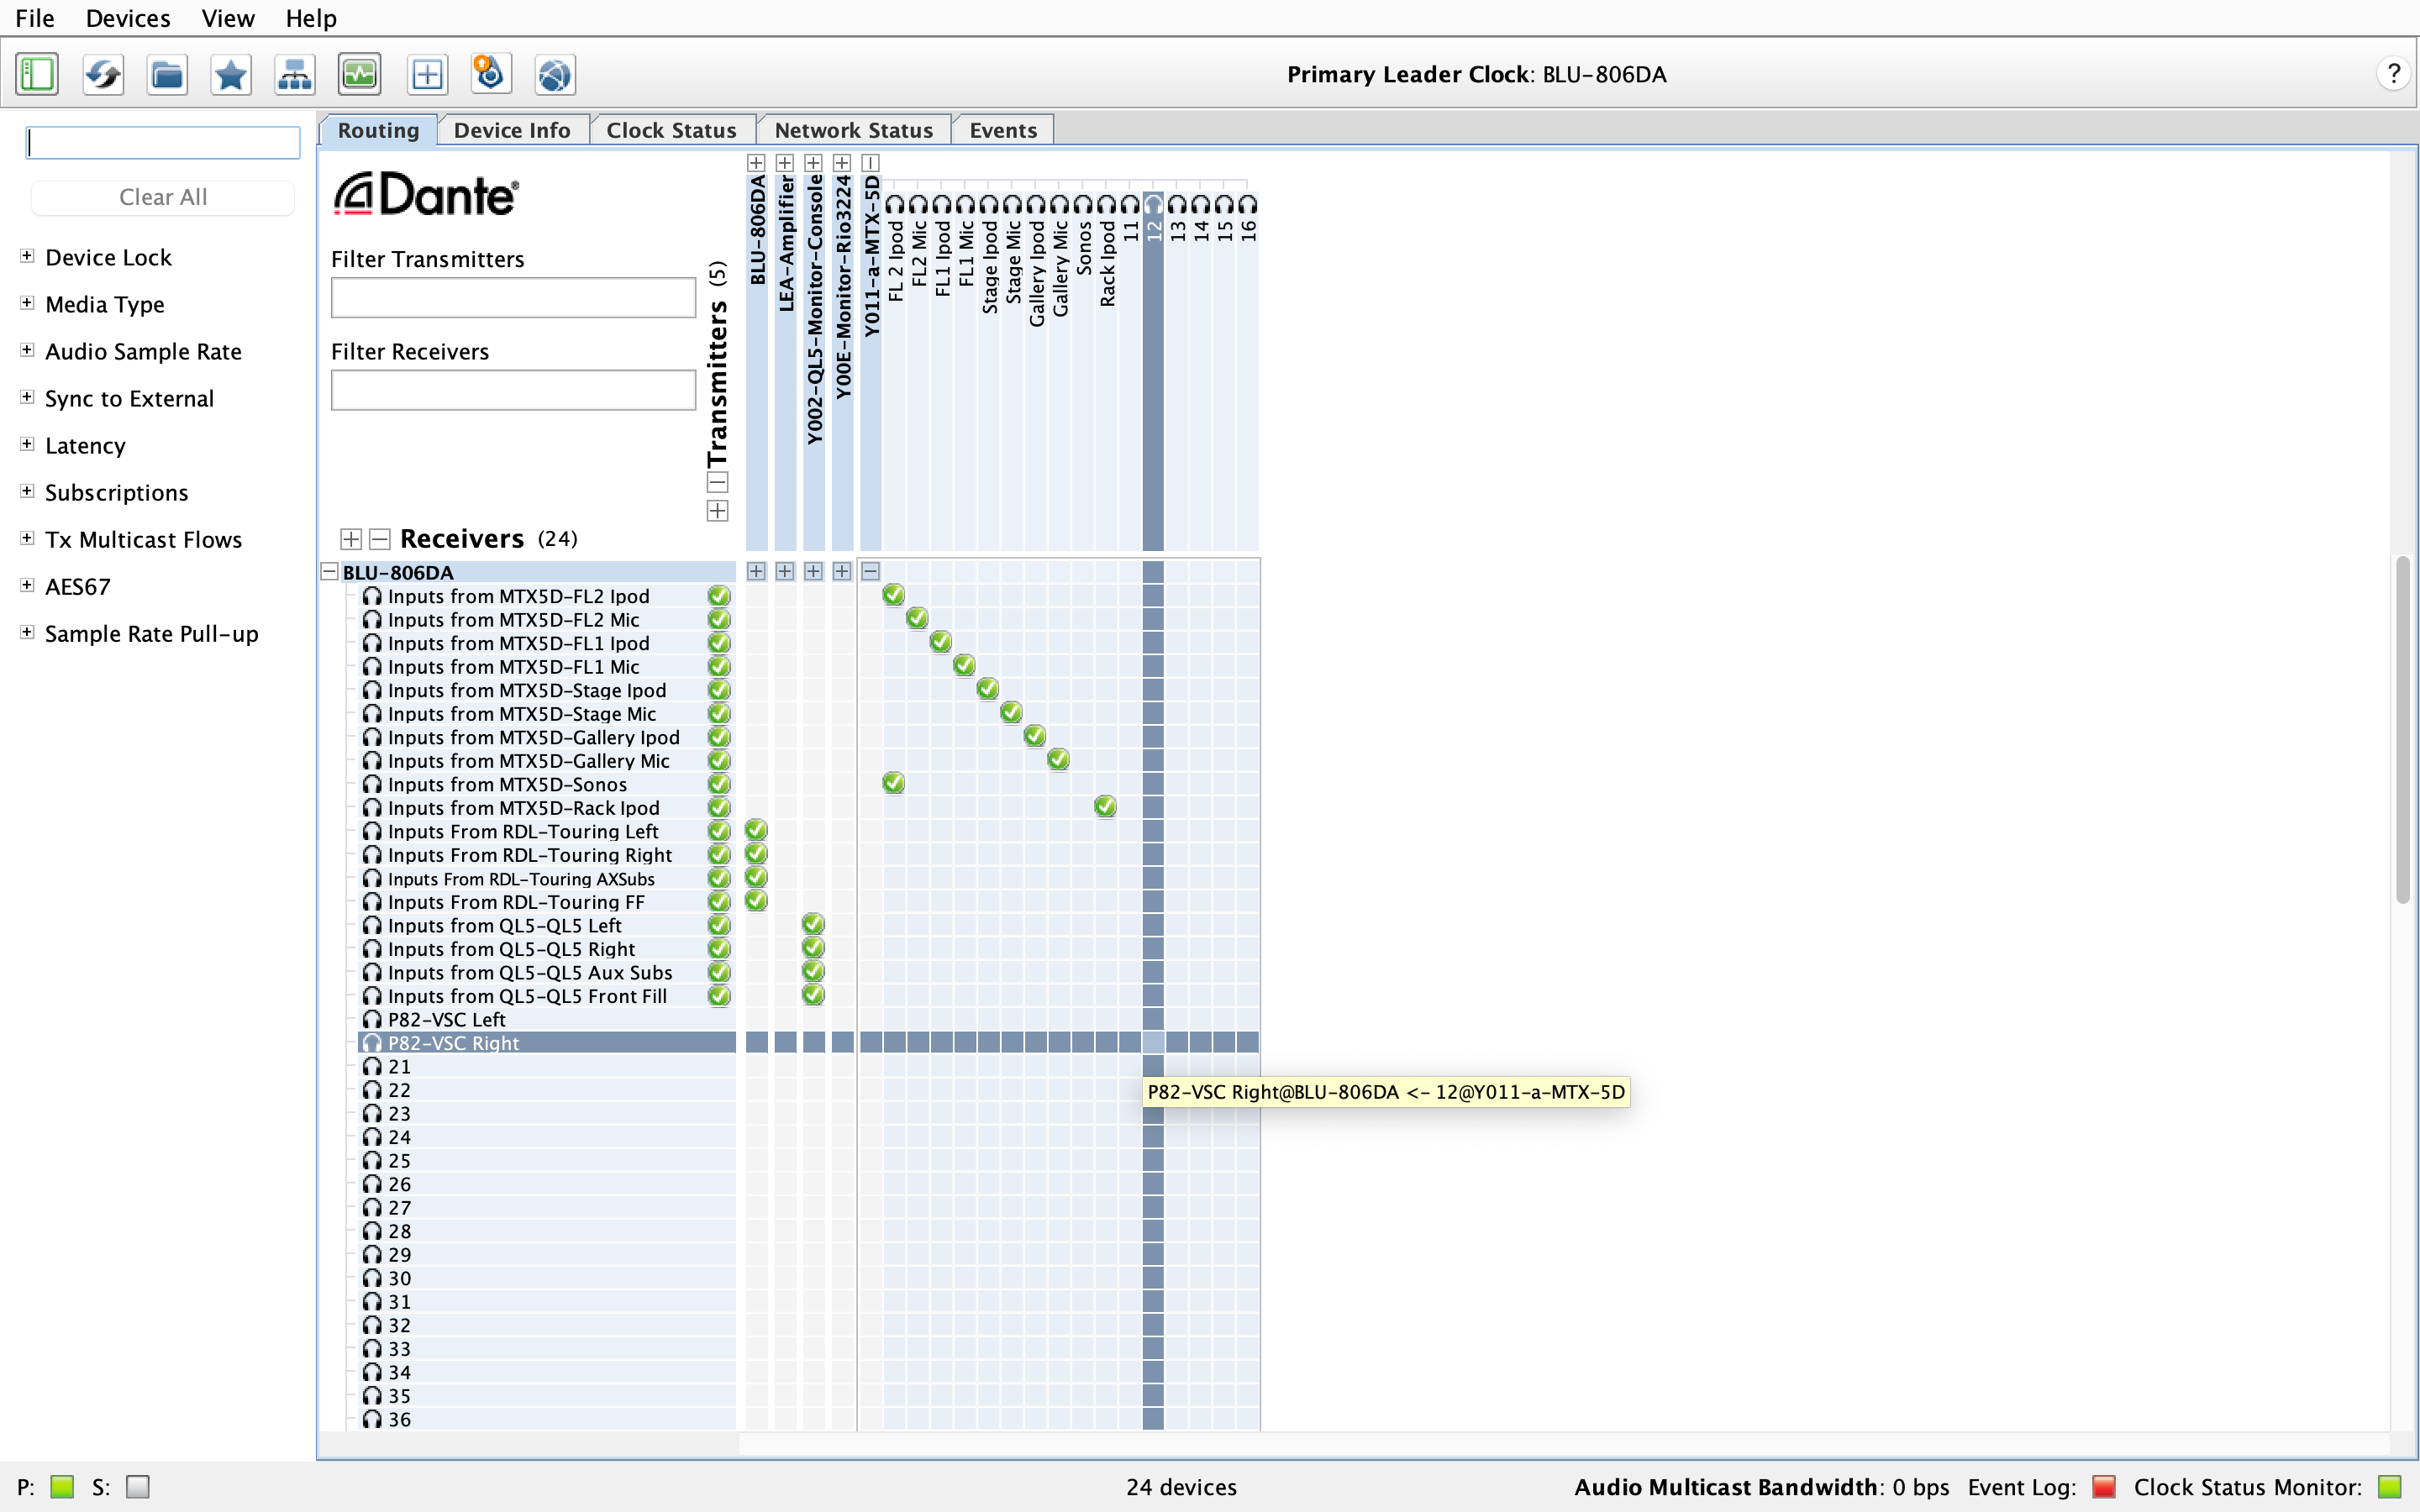 File Devices View Help
Primary Leader Clock: BLU-806DA
?
Clear All
Device Lock
Media Type
Audio Sample Rate
Sync to External
Latency
Subscriptions
Tx Multicast Flows
AES67
Sample Rate Pull-up
Routing Device Info Clock Status Network Status Events
Dante®
Filter Transmitters
Filter Receivers
Transmitters (5)
BLU-806DA
LEA-Amplifier
Y002-QL5-Monitor-Console
Y00E-Monitor-Rio3224
Y011-a-MTX-5D
FL 2 Ipod
FL2 Mic
FL1 Ipod
FL1 Mic
Stage Ipod
Stage Mic
Gallery Ipod
Gallery Mic
Sonos
Rack Ipod
11
12
13
14
15
16
Receivers (24)
BLU-806DA
Inputs from MTX5D-FL2 Ipod
Inputs from MTX5D-FL2 Mic
Inputs from MTX5D-FL1 Ipod
Inputs from MTX5D-FL1 Mic
Inputs from MTX5D-Stage Ipod
Inputs from MTX5D-Stage Mic
Inputs from MTX5D-Gallery Ipod
Inputs from MTX5D-Gallery Mic
Inputs from MTX5D-Sonos
Inputs from MTX5D-Rack Ipod
Inputs From RDL-Touring Left
Inputs From RDL-Touring Right
Inputs From RDL-Touring AXSubs
Inputs From RDL-Touring FF
Inputs from QL5-QL5 Left
Inputs from QL5-QL5 Right
Inputs from QL5-QL5 Aux Subs
Inputs from QL5-QL5 Front Fill
P82-VSC Left
P82-VSC Right
21
22
23
24
25
26
27
28
29
30
31
32
33
34
35
36
P82-VSC Right@BLU-806DA <- 12@Y011-a-MTX-5D
P: S: 24 devices Audio Multicast Bandwidth: 0 bps Event Log: Clock Status Monitor: